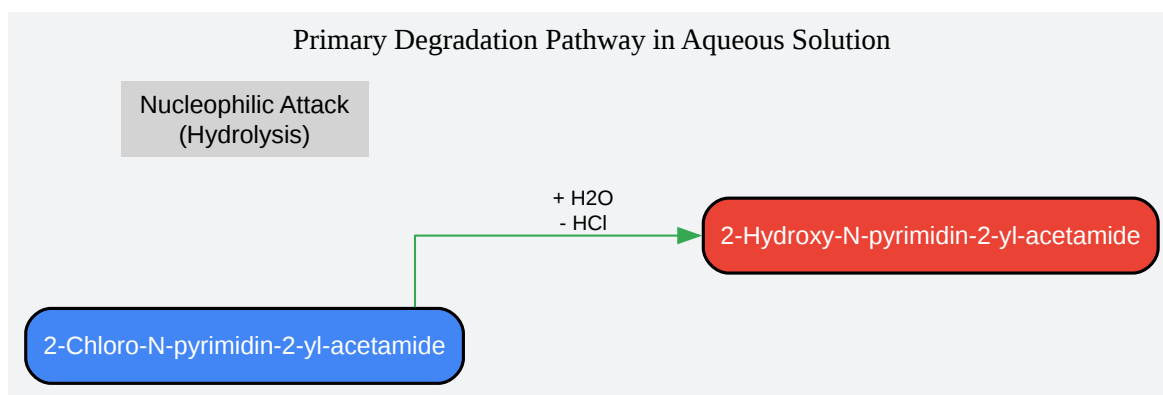 Primary Degradation Pathway in Aqueous Solution
Nucleophilic Attack
(Hydrolysis)
+ H2O
- HCl
2-Hydroxy-N-pyrimidin-2-yl-acetamide
2-Chloro-N-pyrimidin-2-yl-acetamide